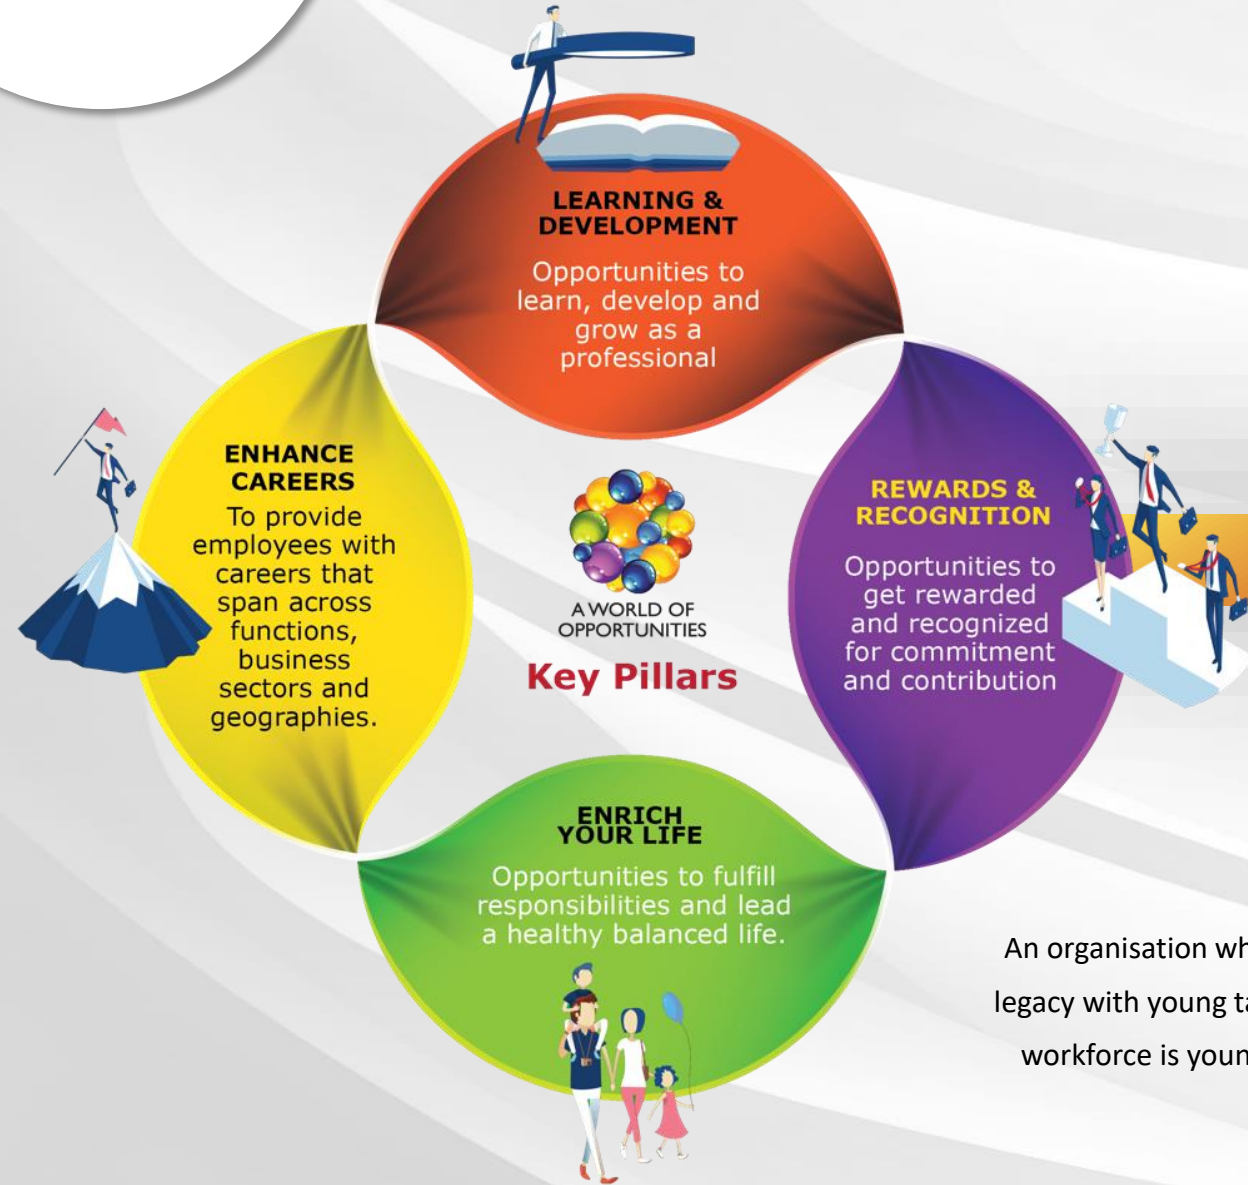 LEARNING &
DEVELOPMENT
Opportunities to
learn, develop and
grow as a
professional
ENHANCE
CAREERS
To provide
employees with
careers that
span across
functions,
business
sectors and
geographies.
A WORLD OF
OPPORTUNITIES
Key Pillars
REWARDS &
RECOGNITION
Opportunities to
get rewarded
and recognized
for commitment
and contribution
ENRICH
YOUR LIFE
Opportunities to fulfill
responsibilities and lead
a healthy balanced life.
An organisation
legacy with young
workforce is